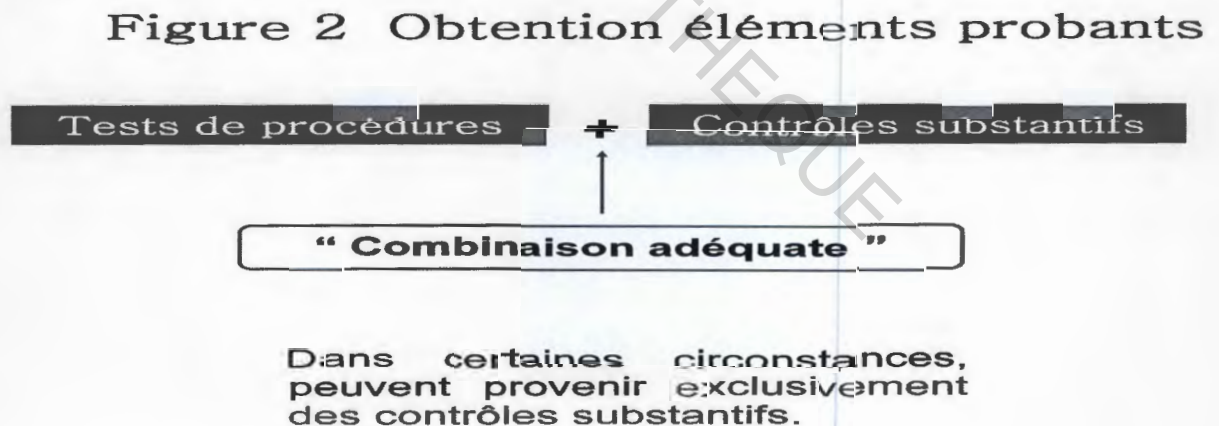 Figure 2 Obtention éléments probants
THEQUE
Tests de procédures + Contrôles substantifs
“ Combinaison adéquate ”
Dans certaines circonstances,
peuvent provenir exclusivement
des contrôles substantifs.